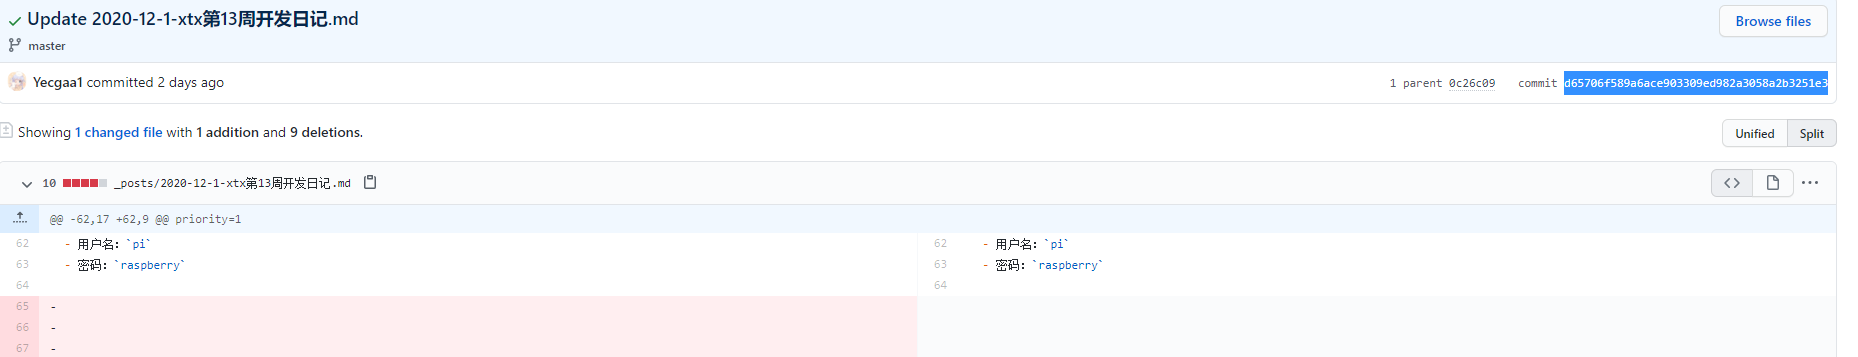 Update 2020-12-1-xtx第13周开发日记.md
Browse files
master
Yecgaa1 committed 2 days ago
1 parent 0c26c09 commit d65706f589a6ace903309ed982a3058a2b3251e3
Showing 1 changed file with 1 addition and 9 deletions.
Unified Split
10 _posts/2020-12-1-xtx第13周开发日记.md
@@ -62,17 +62,9 @@ priority=1
62 - 用户名：`pi` 62 - 用户名：`pi`
63 - 密码：`raspberry` 63 - 密码：`raspberry`
64 64
65 -
66 -
67 -